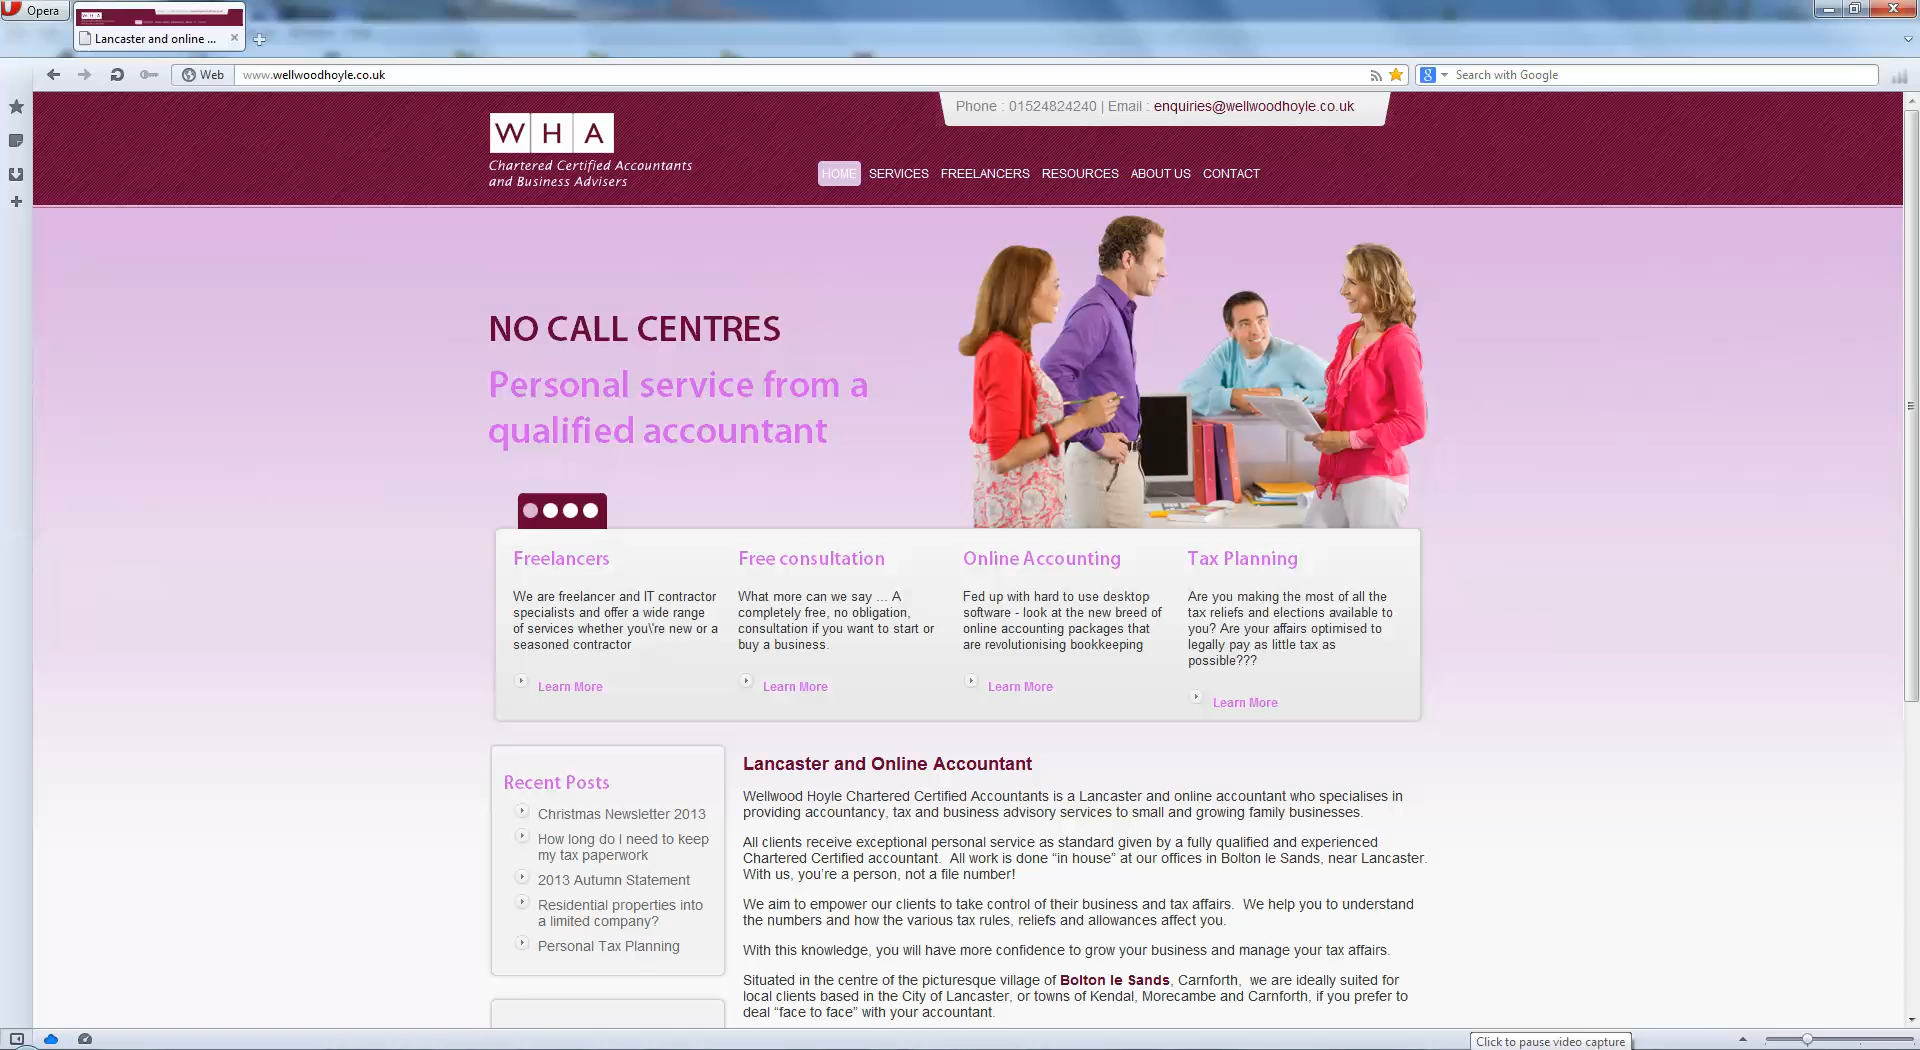 Opera
Lancaster and online ...
Web
www.wellwoodhoyle.co.uk
Search with Google
Phone : 01524824240 | Email : enquiries@wellwoodhoyle.co.uk
W H A
Chartered Certified Accountants
and Business Advisers
HOME SERVICES FREELANCERS RESOURCES ABOUT US CONTACT
NO CALL CENTRES
Personal service from a
qualified accountant
Freelancers
We are freelancer and IT contractor
specialists and offer a wide range
of services whether you\'re new or a
seasoned contractor
Learn More
Free consultation
What more can we say ... A
completely free, no obligation,
consultation if you want to start or
buy a business.
Learn More
Online Accounting
Fed up with hard to use desktop
software - look at the new breed of
online accounting packages that
are revolutionising bookkeeping
Learn More
Tax Planning
Are you making the most of all the
tax reliefs and elections available to
you? Are your affairs optimised to
legally pay as little tax as
possible???
Learn More
Recent Posts
Christmas Newsletter 2013
How long do I need to keep
my tax paperwork
2013 Autumn Statement
Residential properties into
a limited company?
Personal Tax Planning
Lancaster and Online Accountant
Wellwood Hoyle Chartered Certified Accountants is a Lancaster and online accountant who specialises in
providing accountancy, tax and business advisory services to small and growing family businesses.
All clients receive exceptional personal service as standard given by a fully qualified and experienced
Chartered Certified accountant.  All work is done “in house” at our offices in Bolton le Sands, near Lancaster.
With us, you’re a person, not a file number!
We aim to empower our clients to take control of their business and tax affairs.  We help you to understand
the numbers and how the various tax rules, reliefs and allowances affect you.
With this knowledge, you will have more confidence to grow your business and manage your tax affairs.
Situated in the centre of the picturesque village of Bolton le Sands, Carnforth,  we are ideally suited for
local clients based in the City of Lancaster, or towns of Kendal, Morecambe and Carnforth, if you prefer to
deal “face to face” with your accountant.
Click to pause video capture